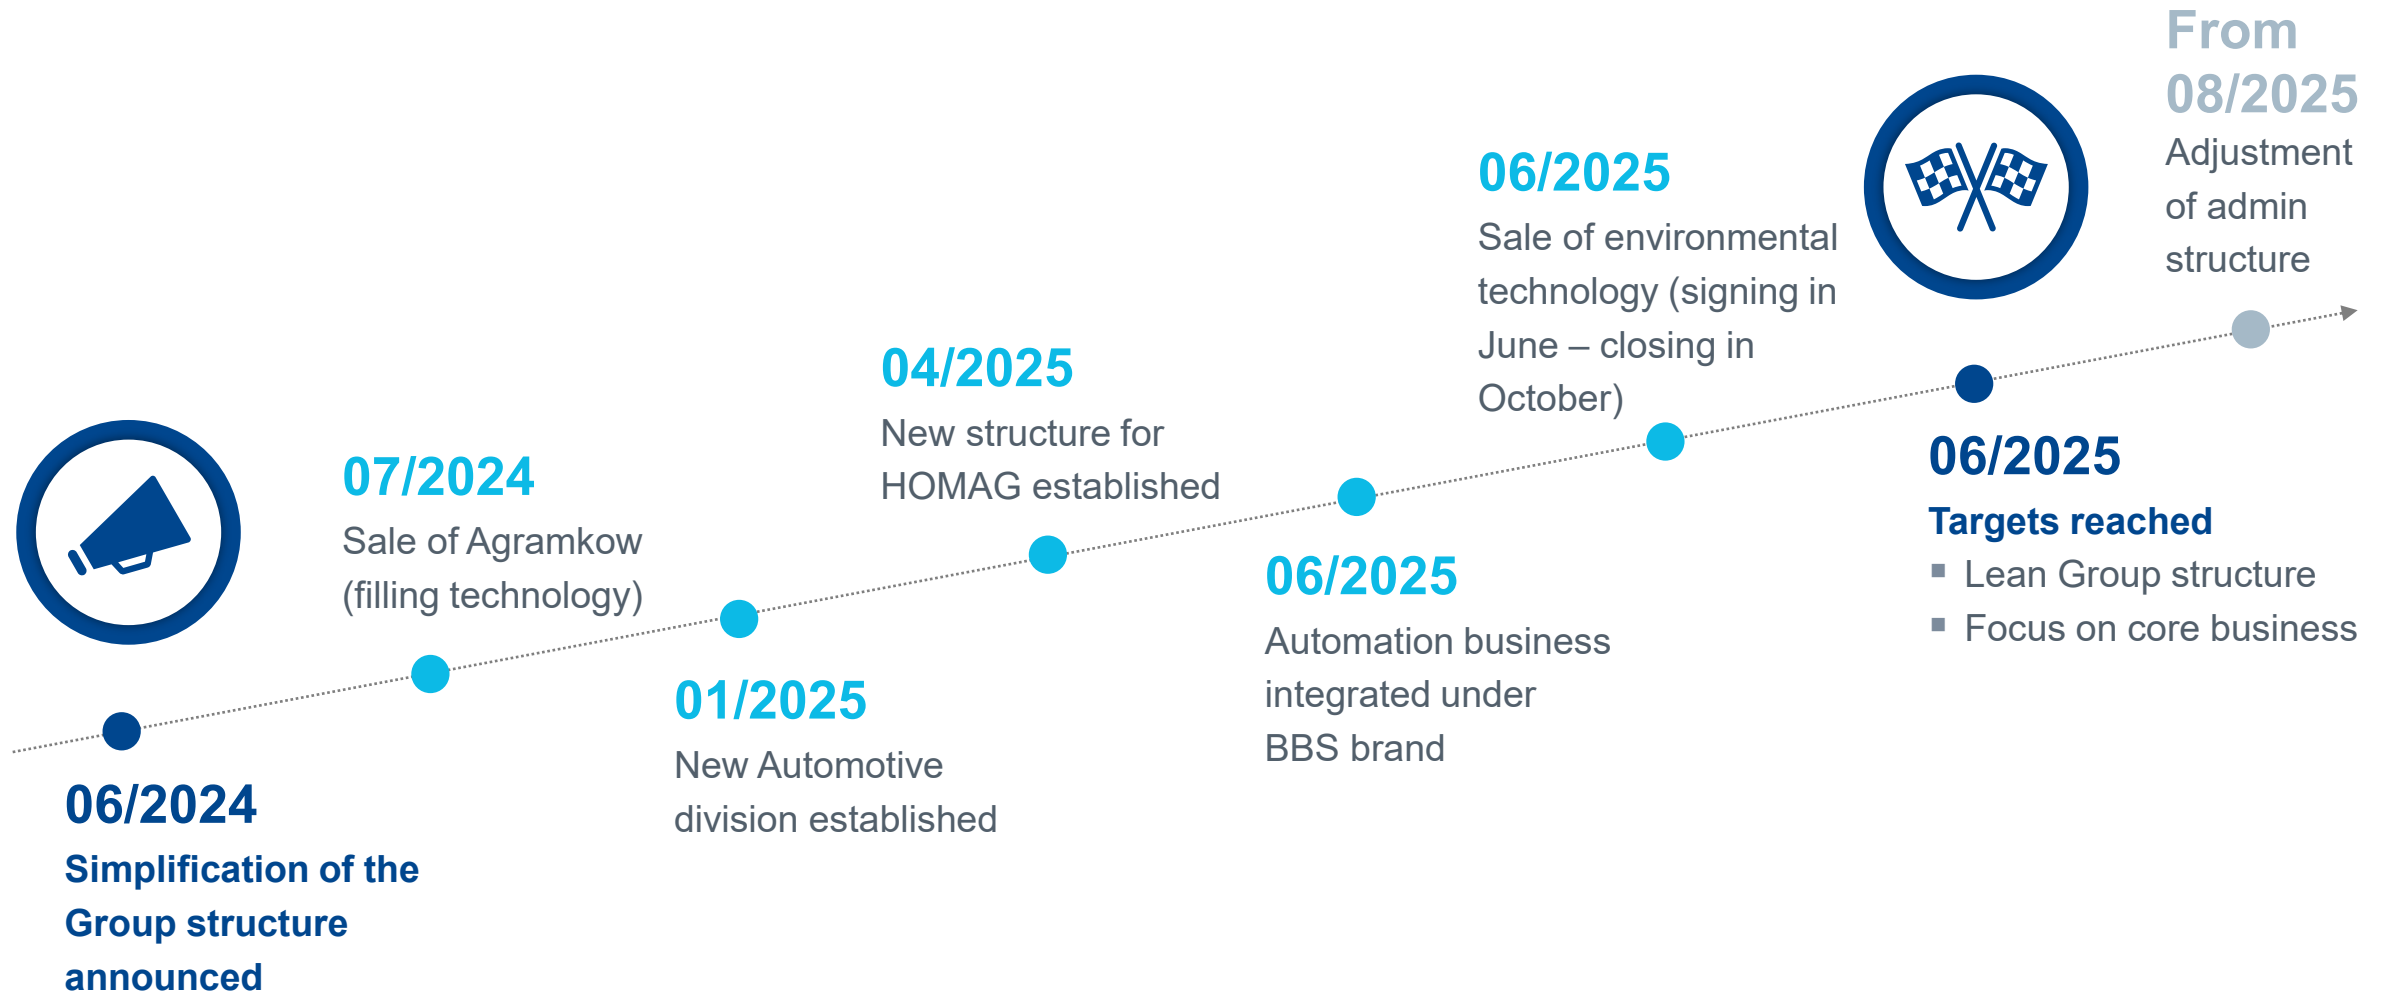 06/2024
Simplification of the
Group structure
announced
07/2024
Sale of Agramkow
(filling technology)
01/2025
New Automotive
division established
04/2025
New structure for
HOMAG established
06/2025
Automation business
integrated under
BBS brand
06/2025
Sale of environmental
technology (signing in
June – closing in
October)
06/2025
Targets reached
▪ Lean Group structure
▪ Focus on core business
From
08/2025
Adjustment
of admin
structure